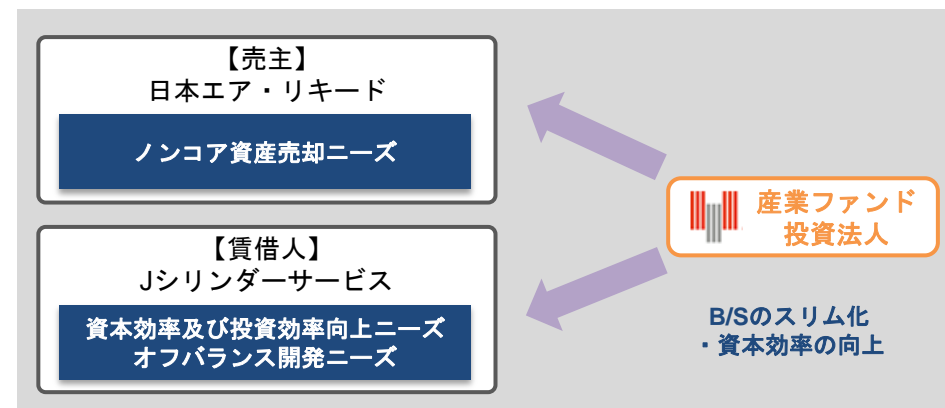 【売主】
日本エア・リキード
ノンコア資産売却ニーズ
【賃借人】
Jシリンダーサービス
資本効率及び投資効率向上ニーズ
オフバランス開発ニーズ
産業ファンド
投資法人
B/Sのスリム化
・資本効率の向上